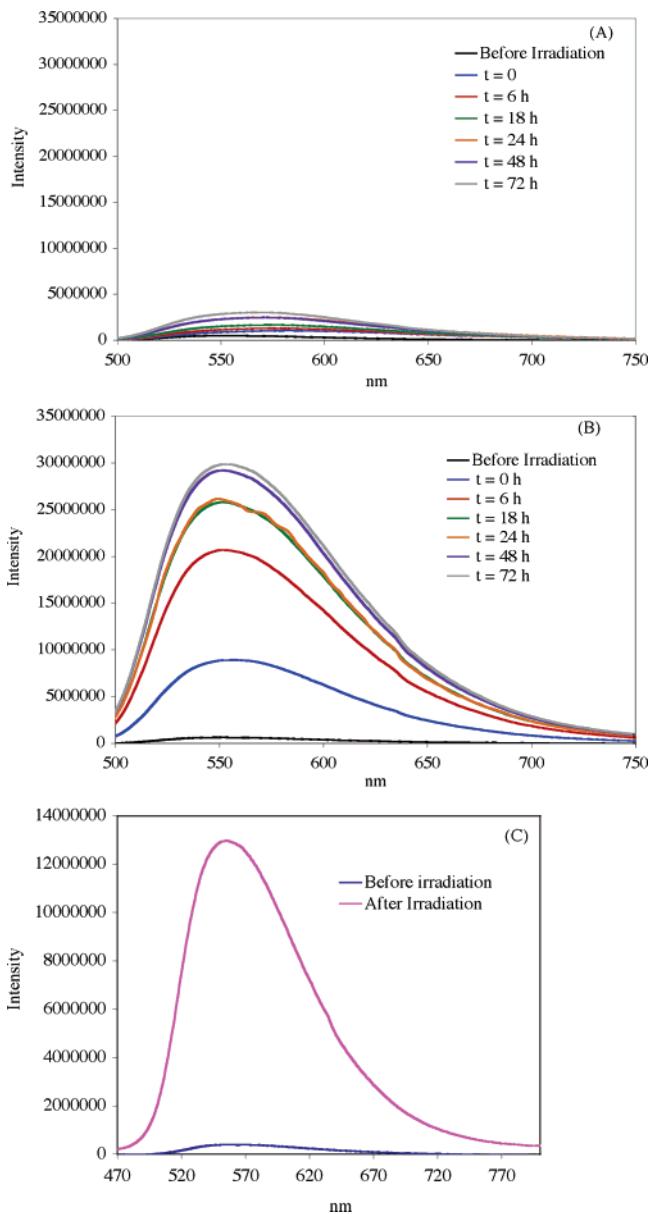 (A)
35000000
30000000
25000000
20000000
15000000
10000000
5000000
0
Intensity
Before Irradiation
t = 0
t = 6 h
t = 18 h
t = 24 h
t = 48 h
t = 72 h
500 550 600 650 700 750
nm
(B)
35000000
30000000
25000000
20000000
15000000
10000000
5000000
0
Intensity
Before Irradiation
t = 0 h
t = 6 h
t = 18 h
t = 24 h
t = 48 h
t = 72 h
500 550 600 650 700 750
nm
(C)
14000000
12000000
10000000
8000000
6000000
4000000
2000000
0
Intensity
Before irradiation
After Irradiation
470 520 570 620 670 720 770
nm